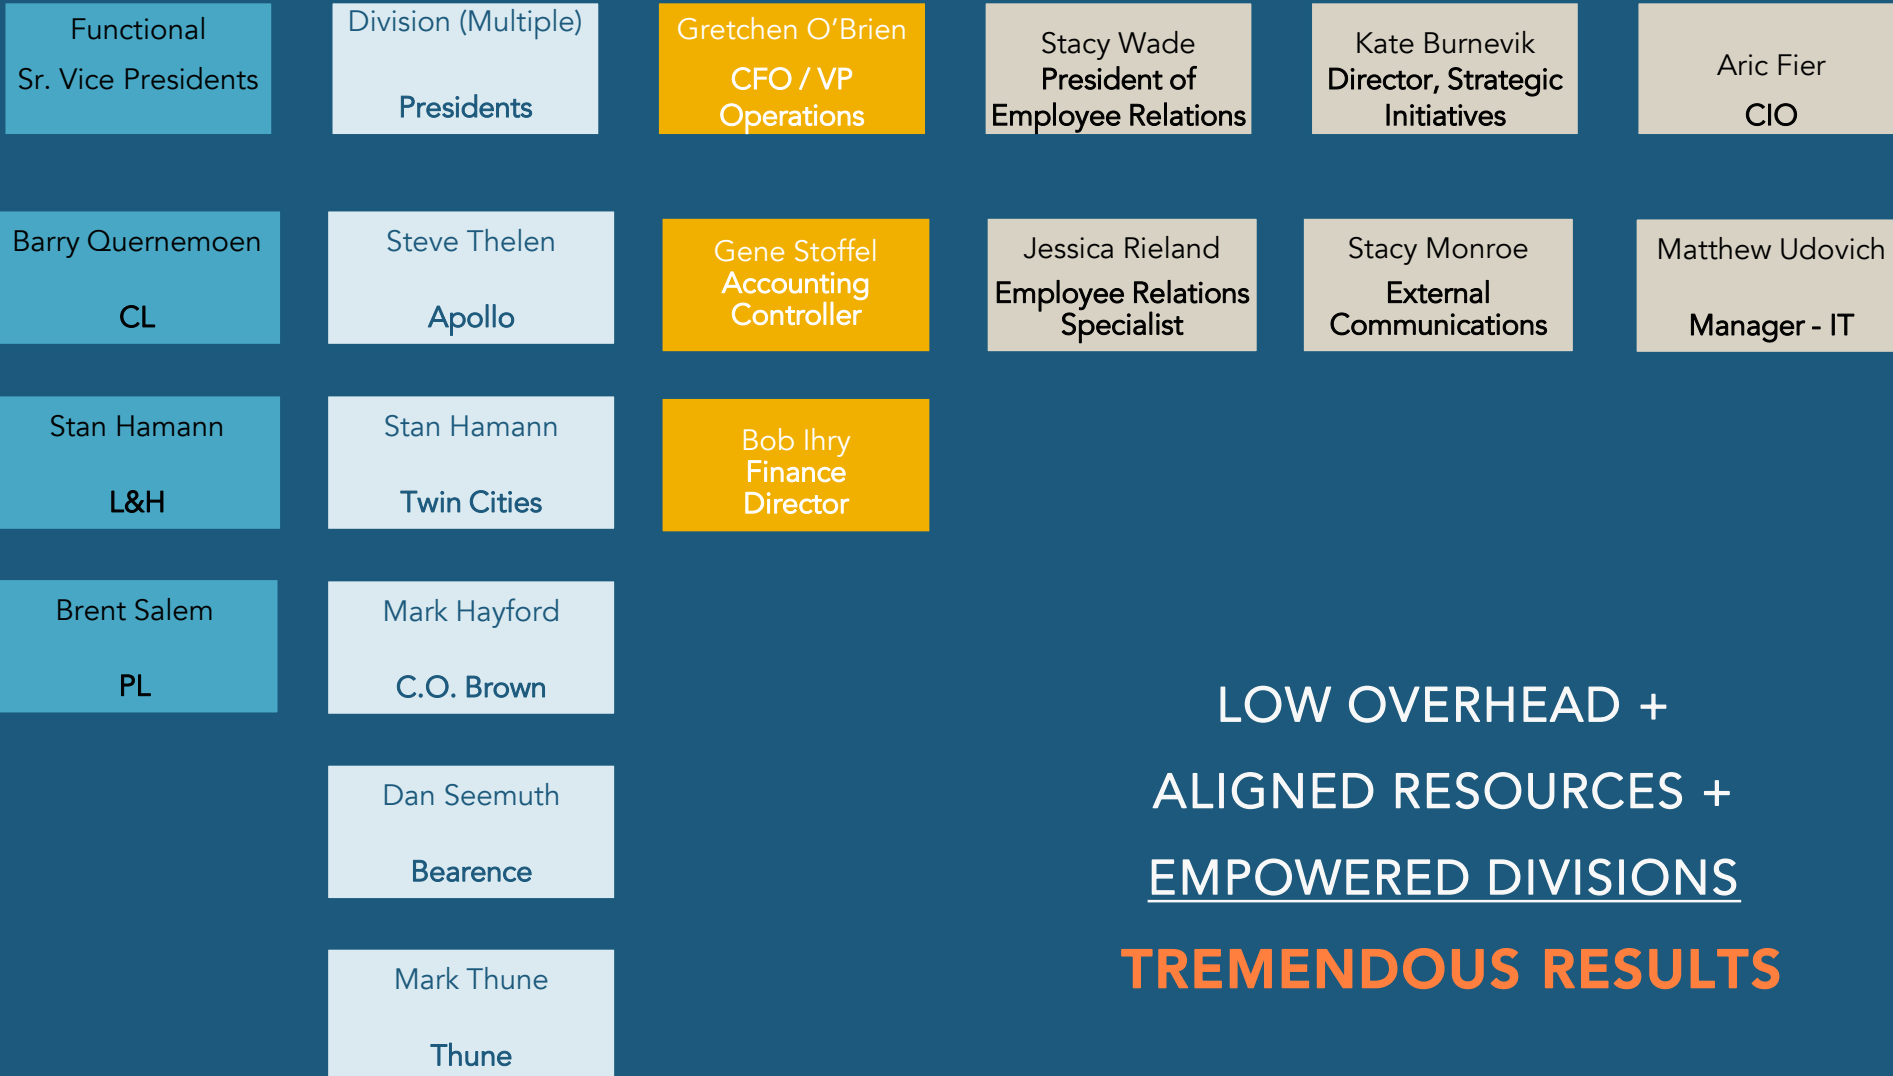 Functional
Sr. Vice Presidents
Division (Multiple)
Presidents
Gretchen O’Brien
CFO / VP
Operations
Stacy Wade
President of
Employee Relations
Kate Burnevik
Director, Strategic
Initiatives
Aric Fier
CIO
Barry Quernemoen
CL
Steve Thelen
Apollo
Gene Stoffel
Accounting
Controller
Jessica Rieland
Employee Relations
Specialist
Stacy Monroe
External
Communications
Matthew Udovich
Manager - IT
Stan Hamann
L&H
Stan Hamann
Twin Cities
Bob Ihry
Finance
Director
Brent Salem
PL
Mark Hayford
C.O. Brown
Dan Seemuth
Bearence
Mark Thune
Thune
LOW OVERHEAD +
ALIGNED RESOURCES +
EMPOWERED DIVISIONS
TREMENDOUS RESULTS